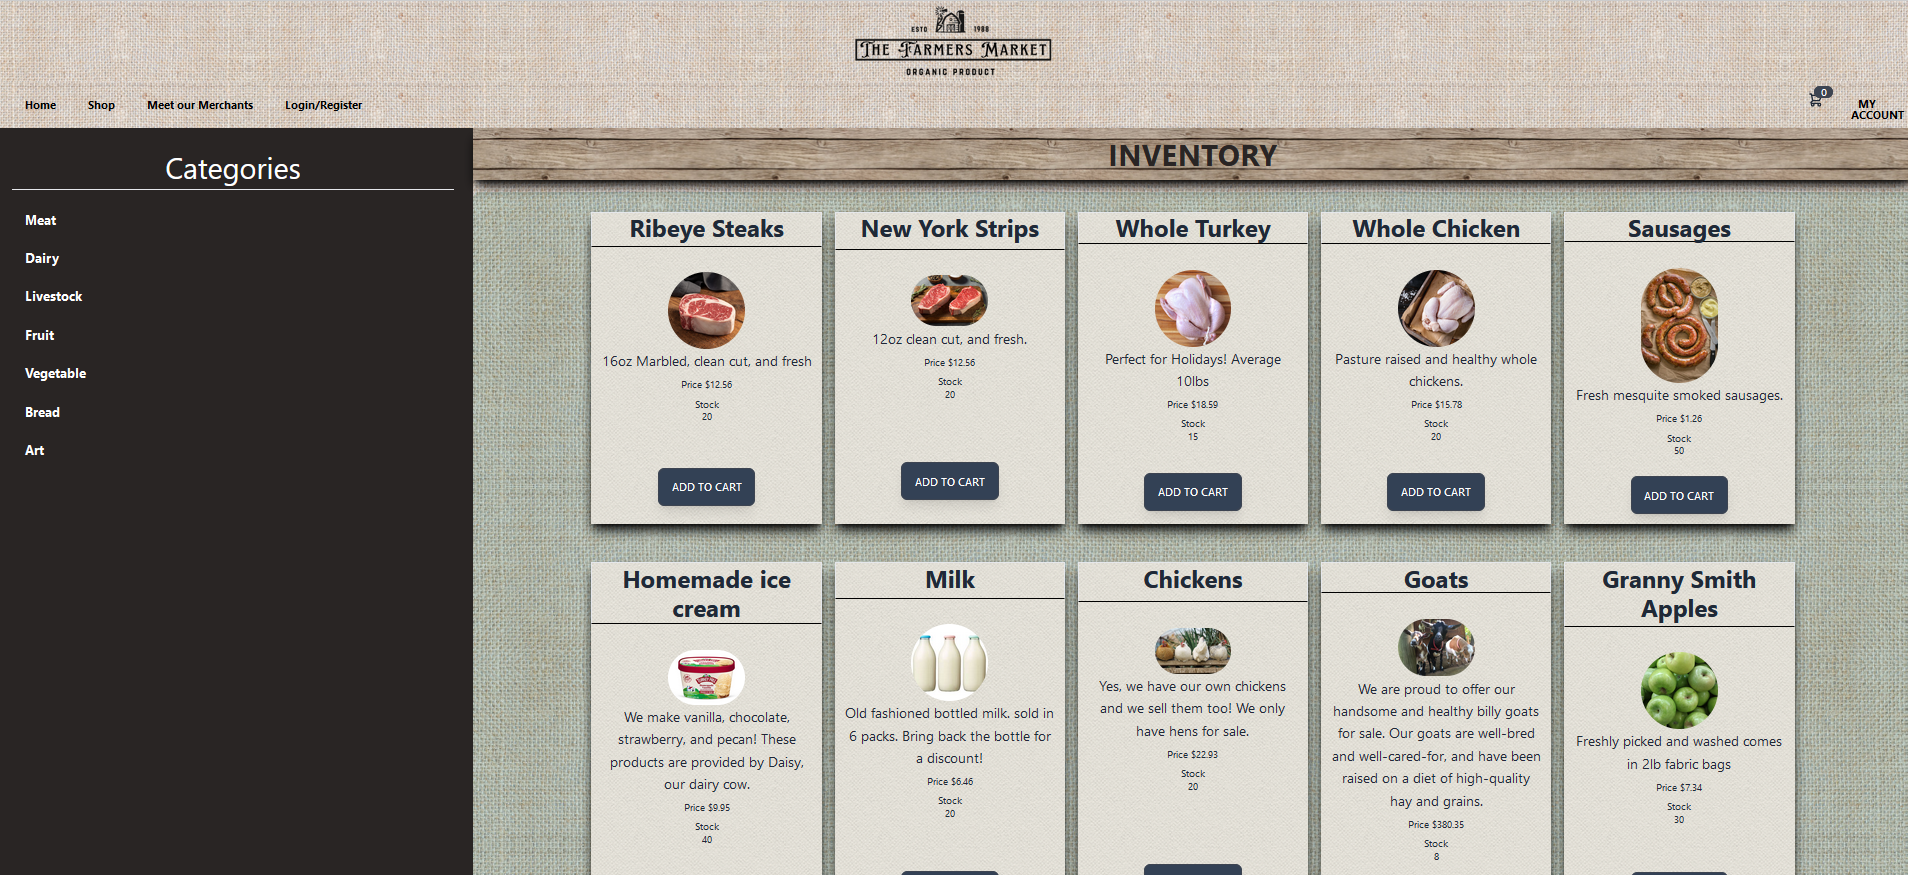 ESTD 1988
THE FARMERS MARKET
ORGANIC PRODUCT
Home Shop Meet our Merchants Login/Register
0
MY
ACCOUNT
Categories
Meat
Dairy
Livestock
Fruit
Vegetable
Bread
Art
INVENTORY
Ribeye Steaks
16oz Marbled, clean cut, and fresh
Price $12.56
Stock
20
ADD TO CART
New York Strips
12oz clean cut, and fresh.
Price $12.56
Stock
20
ADD TO CART
Whole Turkey
Perfect for Holidays! Average
10lbs
Price $18.59
Stock
15
ADD TO CART
Whole Chicken
Pasture raised and healthy whole
chickens.
Price $15.78
Stock
20
ADD TO CART
Sausages
Fresh mesquite smoked sausages.
Price $1.26
Stock
50
ADD TO CART
Homemade ice
cream
We make vanilla, chocolate,
strawberry, and pecan! These
products are provided by Daisy,
our dairy cow.
Price $9.95
Stock
40
Milk
Old fashioned bottled milk. sold in
6 packs. Bring back the bottle for
a discount!
Price $6.46
Stock
20
Chickens
Yes, we have our own chickens
and we sell them too! We only
have hens for sale.
Price $22.93
Stock
20
Goats
We are proud to offer our
handsome and healthy billy goats
for sale. Our goats are well-bred
and well-cared-for, and have been
raised on a diet of high-quality
hay and grains.
Price $380.35
Stock
8
Granny Smith
Apples
Freshly picked and washed comes
in 2lb fabric bags
Price $7.34
Stock
30